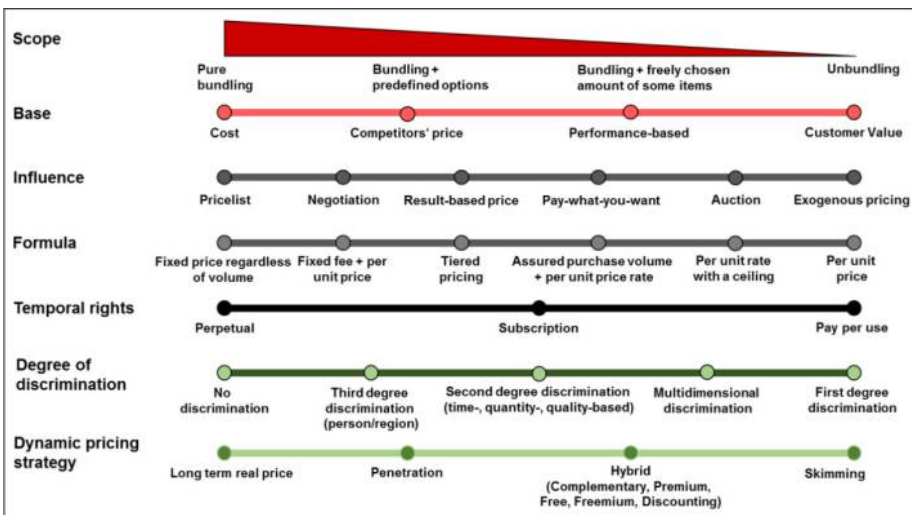 Scope
Pure bundling
Bundling + predefined options
Bundling + freely chosen amount of some items
Unbundling
Base
Cost
Competitors' price
Performance-based
Customer Value
Influence
Pricelist
Negotiation
Result-based price
Pay-what-you-want
Auction
Exogenous pricing
Formula
Fixed price regardless of volume
Fixed fee + per unit price
Tiered pricing
Assured purchase volume + per unit price rate
Per unit rate with a ceiling
Per unit price
Temporal rights
Perpetual
Subscription
Pay per use
Degree of discrimination
No discrimination
Third degree discrimination (person/region)
Second degree discrimination (time-, quantity-, quality-based)
Multidimensional discrimination
First degree discrimination
Dynamic pricing strategy
Long term real price
Penetration
Hybrid (Complementary, Premium, Free, Freemium, Discounting)
Skimming